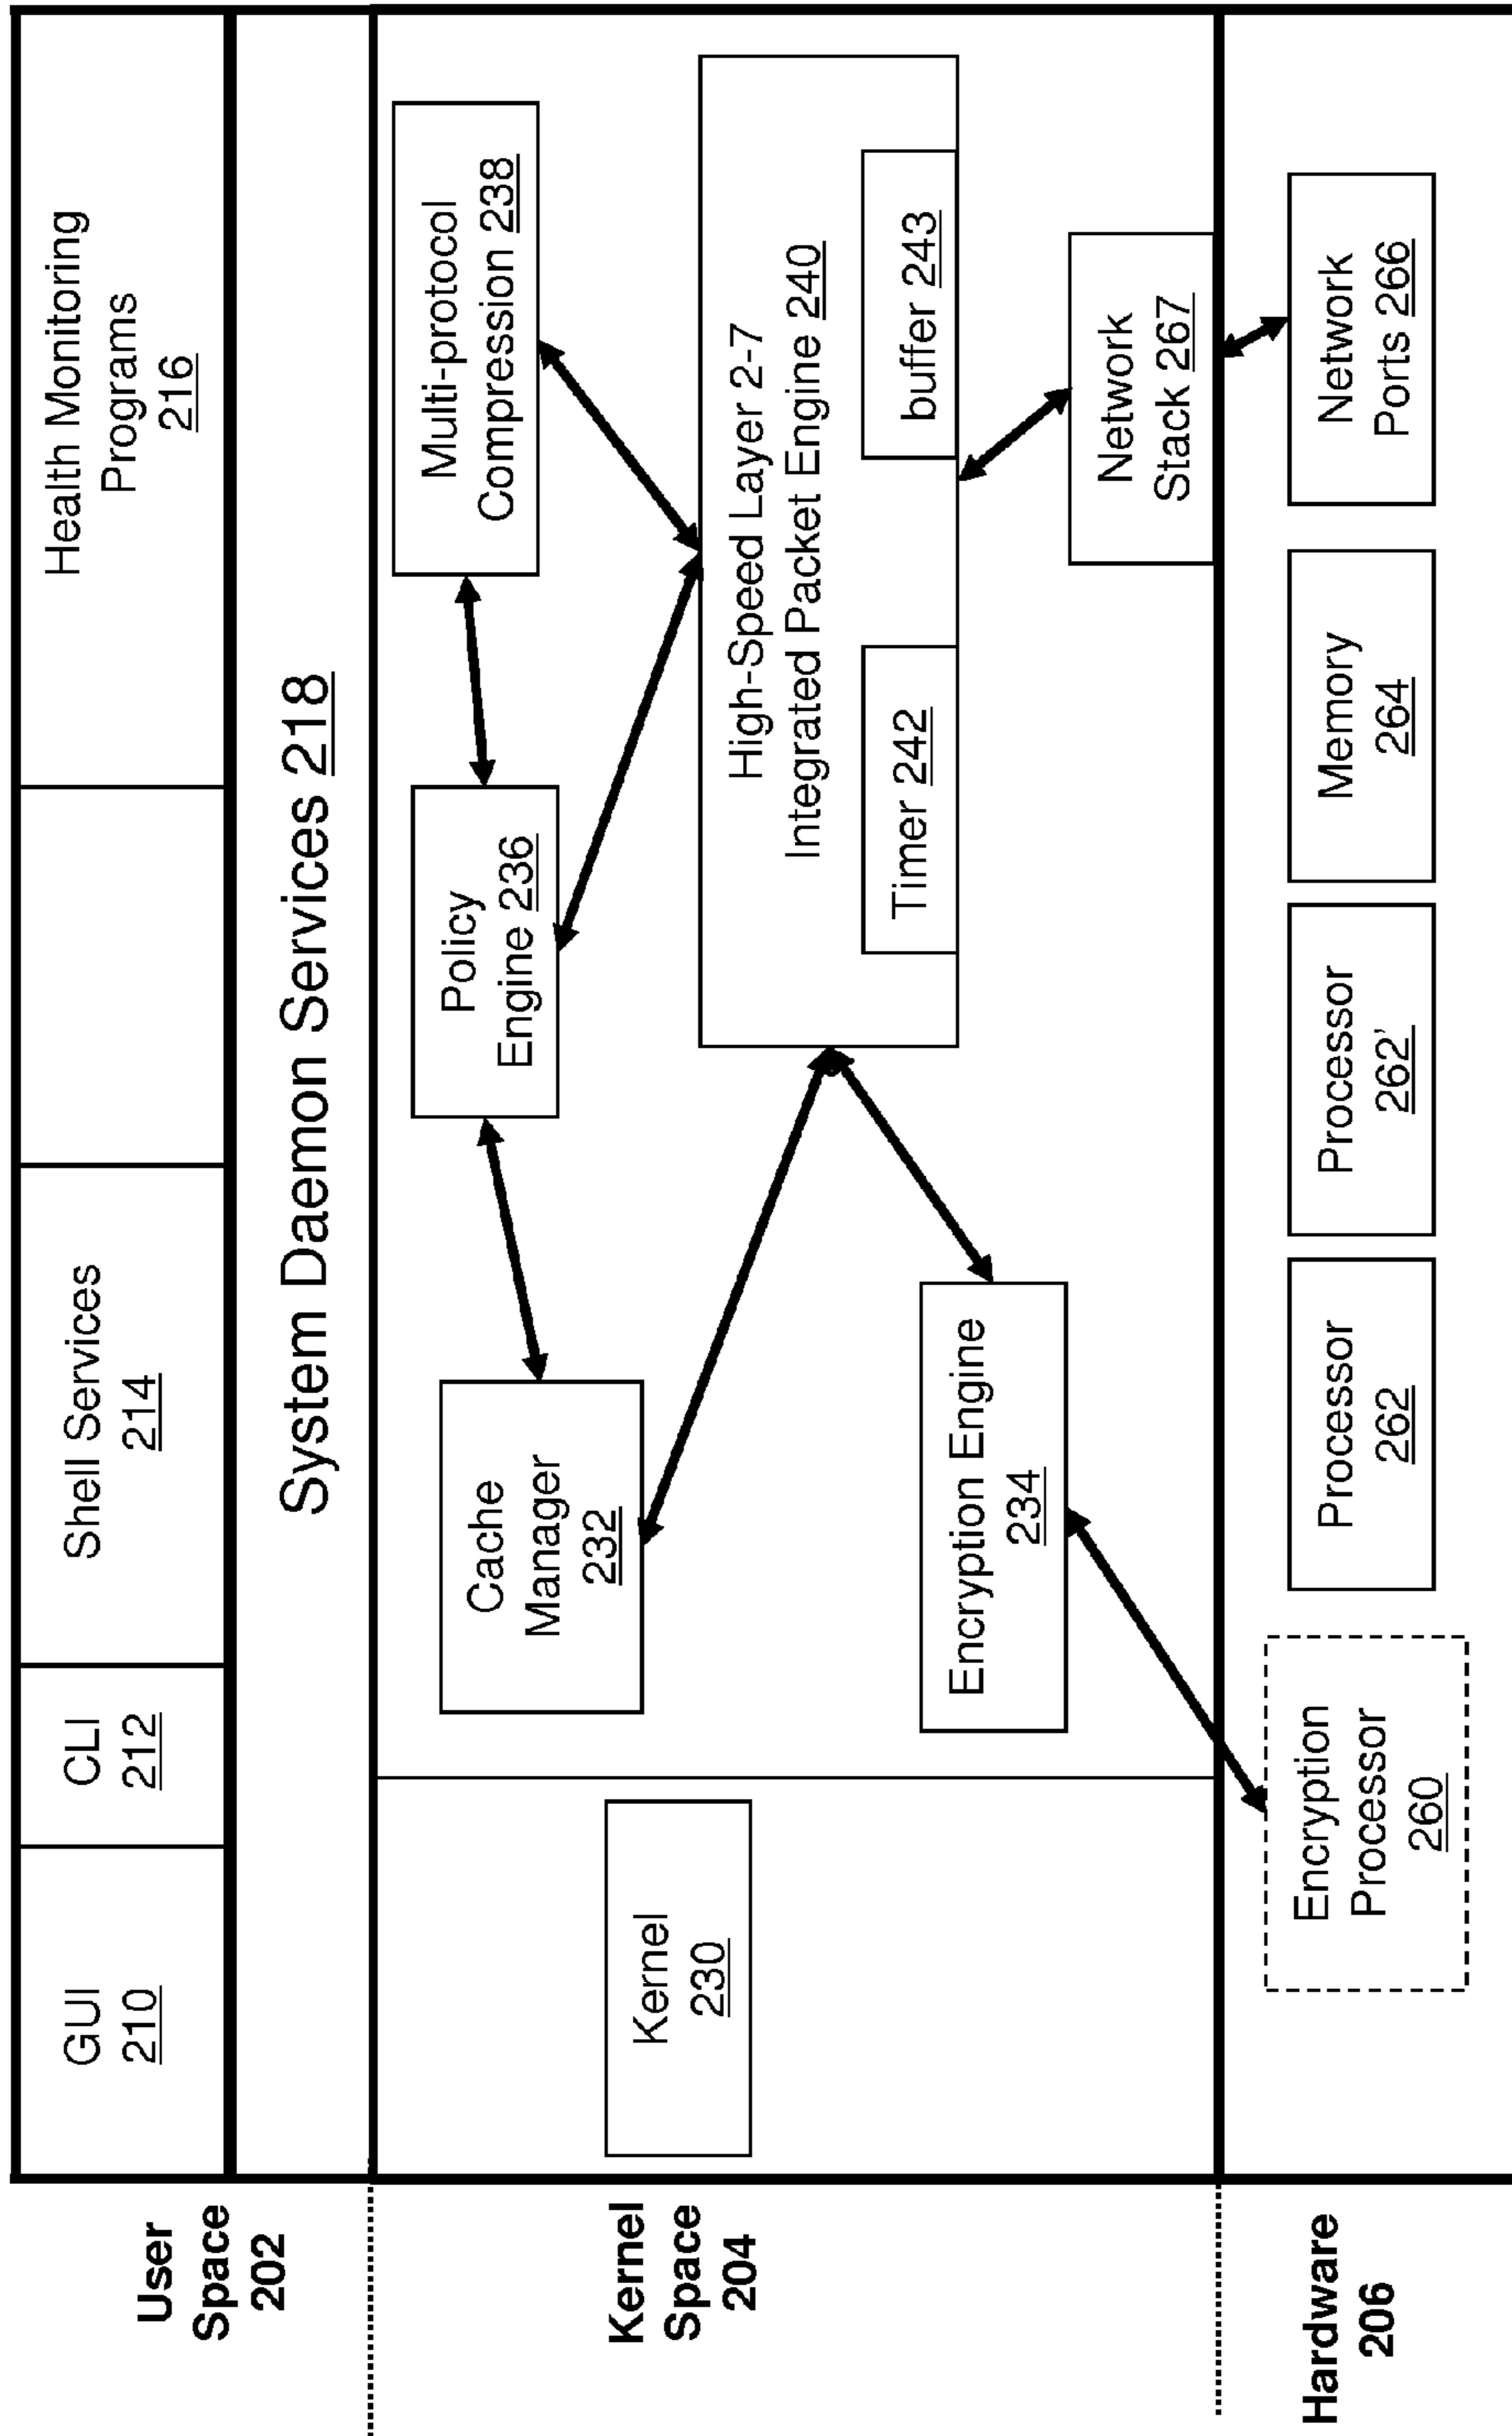 User
Space
202
GUI
210
CLI
212
Shell Services
214
Health Monitoring
Programs
216
System Daemon Services 218
Kernel
Space
204
Kernel
230
Cache
Manager
232
Policy
Engine 236
Multi-protocol
Compression 238
High-Speed Layer 2-7
Integrated Packet Engine 240
Timer 242
buffer 243
Encryption Engine
234
Network
Stack 267
Hardware
206
Encryption
Processor
260
Processor
262
Processor
262'
Memory
264
Network
Ports 266